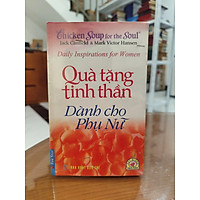 Chicken Soup for the Soul
Jack Canfield & Mark Victor Hansen
Daily Inspirations for Women
Quà tặng
tinh thần
Dành cho
Phụ Nữ